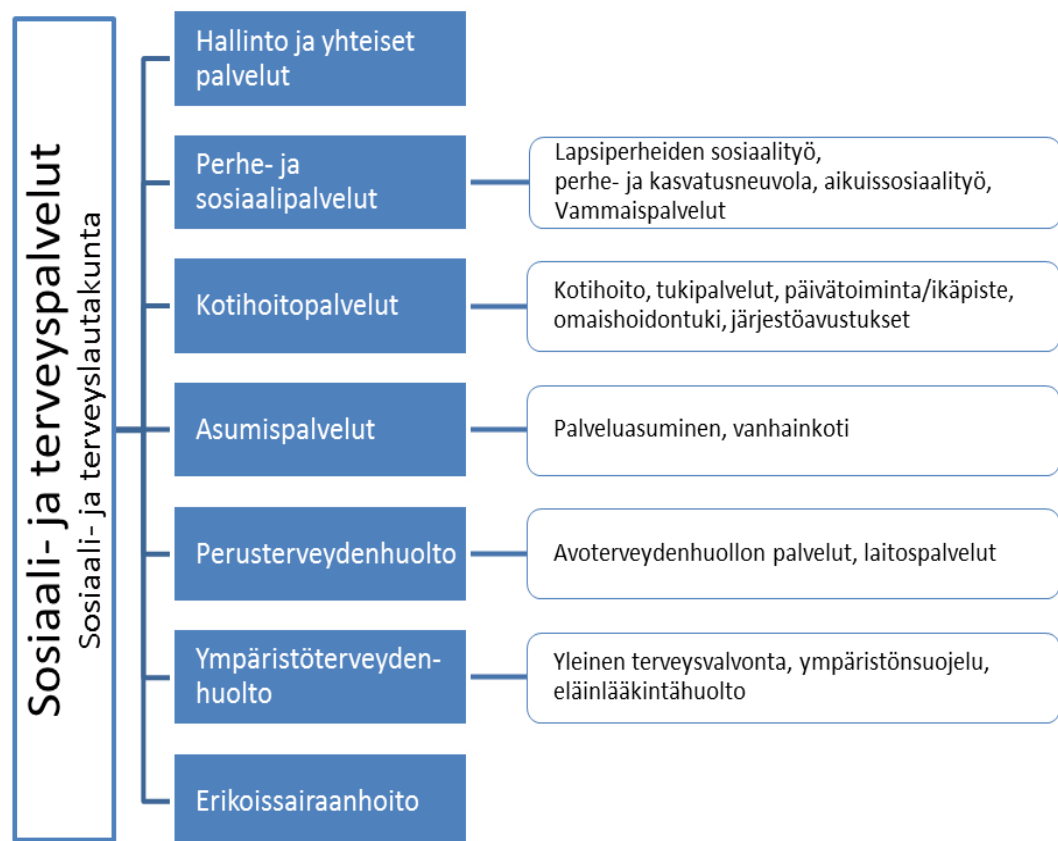 Sosiaali- ja terveyspalvelut
Sosiaali- ja terveyslautakunta
Hallinto ja yhteiset
palvelut
Perhe- ja
sosiaalipalvelut
Lapsiperheiden sosiaalityö,
perhe- ja kasvatusneuvola, aikuissosiaalityö,
Vammaispalvelut
Kotihoitopalvelut
Kotihoito, tukipalvelut, päivätoiminta/ikäpiste,
omaishoidontuki, järjestöavustukset
Asumispalvelut
Palveluasuminen, vanhainkoti
Perusterveydenhuolto
Avoterveydenhuollon palvelut, laitospalvelut
Ympäristöterveyden-
huolto
Yleinen terveysvalvonta, ympäristönsuojelu,
eläinlääkintähuolto
Erikoissairaanhoito